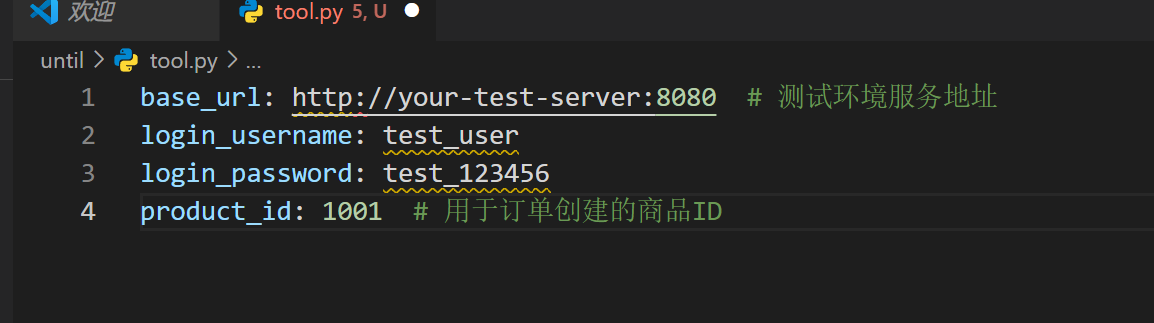 欢迎 tool.py 5, U
until > tool.py > ...
1 base_url: http://your-test-server:8080 # 测试环境服务地址
2 login_username: test_user
3 login_password: test_123456
4 product_id: 1001 # 用于订单创建的商品ID